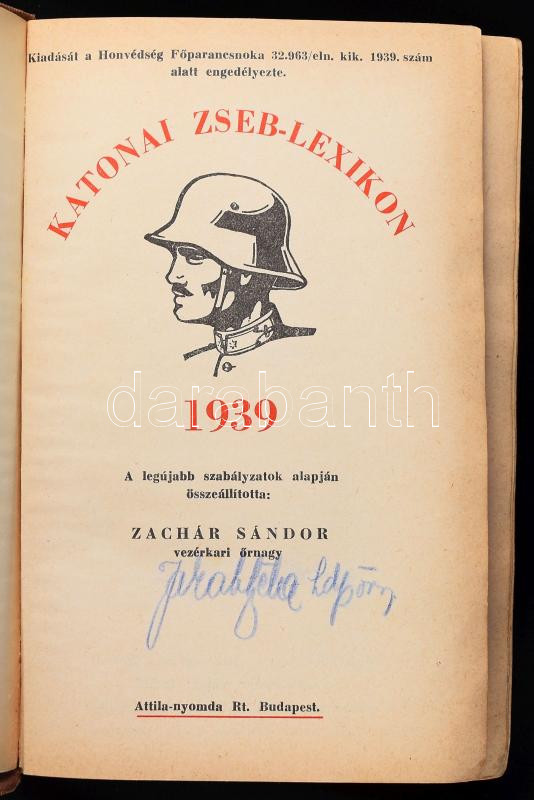 Kiadását a Honvédség Főparancsnoka 32.963/eln. kik. 1939. szám
alatt engedélyezte.
KATONAI ZSEB-LEXIKON
darabanth
1939
A legújabb szabályzatok alapján
összeállította:
ZACHÁR SÁNDOR
vezérkari őrnagy
Attila-nyomda Rt. Budapest.